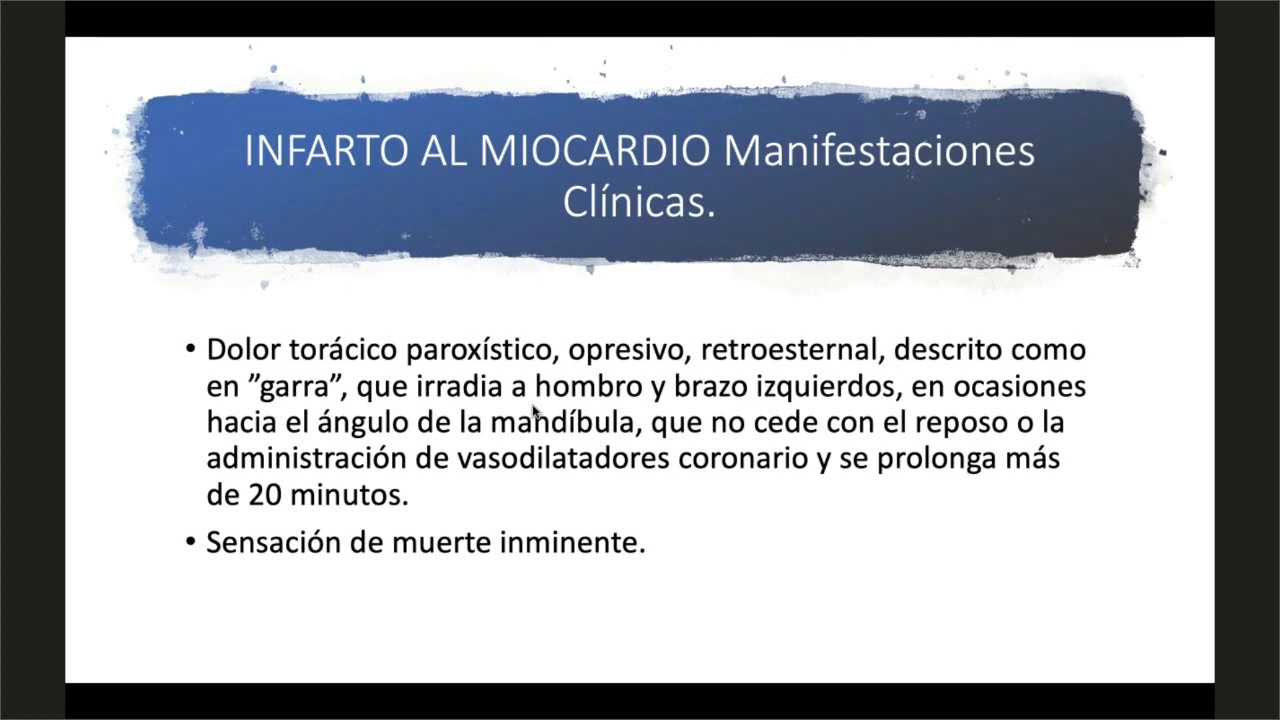 INFARTO AL MIOCARDIO Manifestaciones
Clínicas.
• Dolor torácico paroxístico, opresivo, retroesternal, descrito como
en ”garra”, que irradia a hombro y brazo izquierdos, en ocasiones
hacia el ángulo de la mandíbula, que no cede con el reposo o la
administración de vasodilatadores coronario y se prolonga más
de 20 minutos.
• Sensación de muerte inminente.